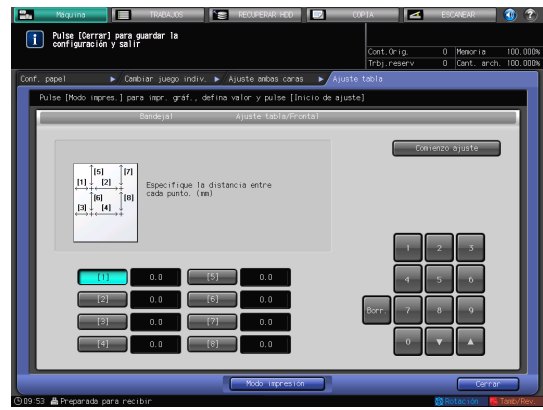 Máquina TRABAJOS RECUPERAR HDD COPIA ESCANEAR
Pulse [Cerrar] para guardar la
configuración y salir
Cont.Orig. 0 Memoria 100.000%
Trbj.reserv 0 Cant. arch. 100.000%
Conf. papel Cambiar juego indiv. Ajuste ambas caras Ajuste tabla
Pulse [Modo impres.] para impr. gráf., defina valor y pulse [Inicio de ajuste]
Bandeja1 Ajuste tabla/Frontal
Comienzo ajuste
[5] [7]
[1] [2]
[6] [8]
[3] [4]
Especifique la distancia entre
cada punto. (mm)
1 2 3
[1] 0.0 [5] 0.0
4 5 6
[2] 0.0 [6] 0.0
Borr. 7 8 9
[3] 0.0 [7] 0.0
[4] 0.0 [8] 0.0
0 ▼ ▲
Modo impresión Cerrar
09:53 Preparada para recibir Rotación Tamb/Rev.